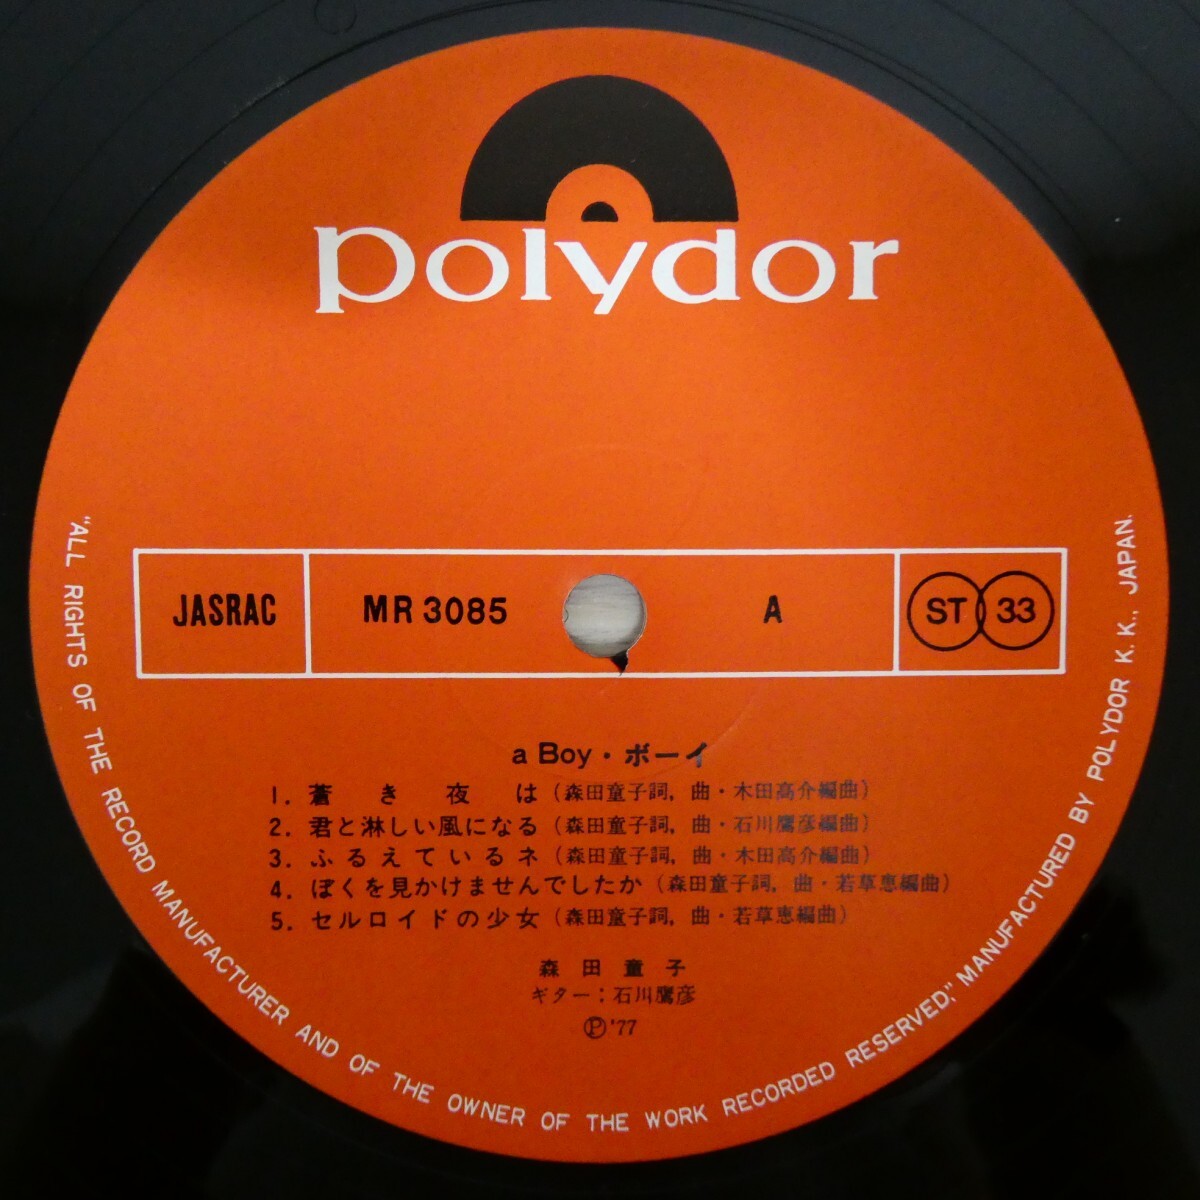 polydor
JASRAC
MR 3085
A
ST 33
a Boy・ボーイ
1. 蒼き夜は (森田童子詞, 曲・木田高介編曲)
2. 君と淋しい風になる (森田童子詞, 曲・石川鷹彦編曲)
3. ふるえているネ (森田童子詞, 曲・木田高介編曲)
4. ぼくを見かけませんでしたか (森田童子詞, 曲・若草恵編曲)
5. セルロイドの少女 (森田童子詞, 曲・若草恵編曲)
森田童子
ギター:石川鷹彦
Ⓟ'77
"ALL RIGHTS OF THE RECORD MANUFACTURER AND OF THE OWNER OF THE WORK RECORDED RESERVED," MANUFACTURED BY POLYDOR K.K., JAPAN.